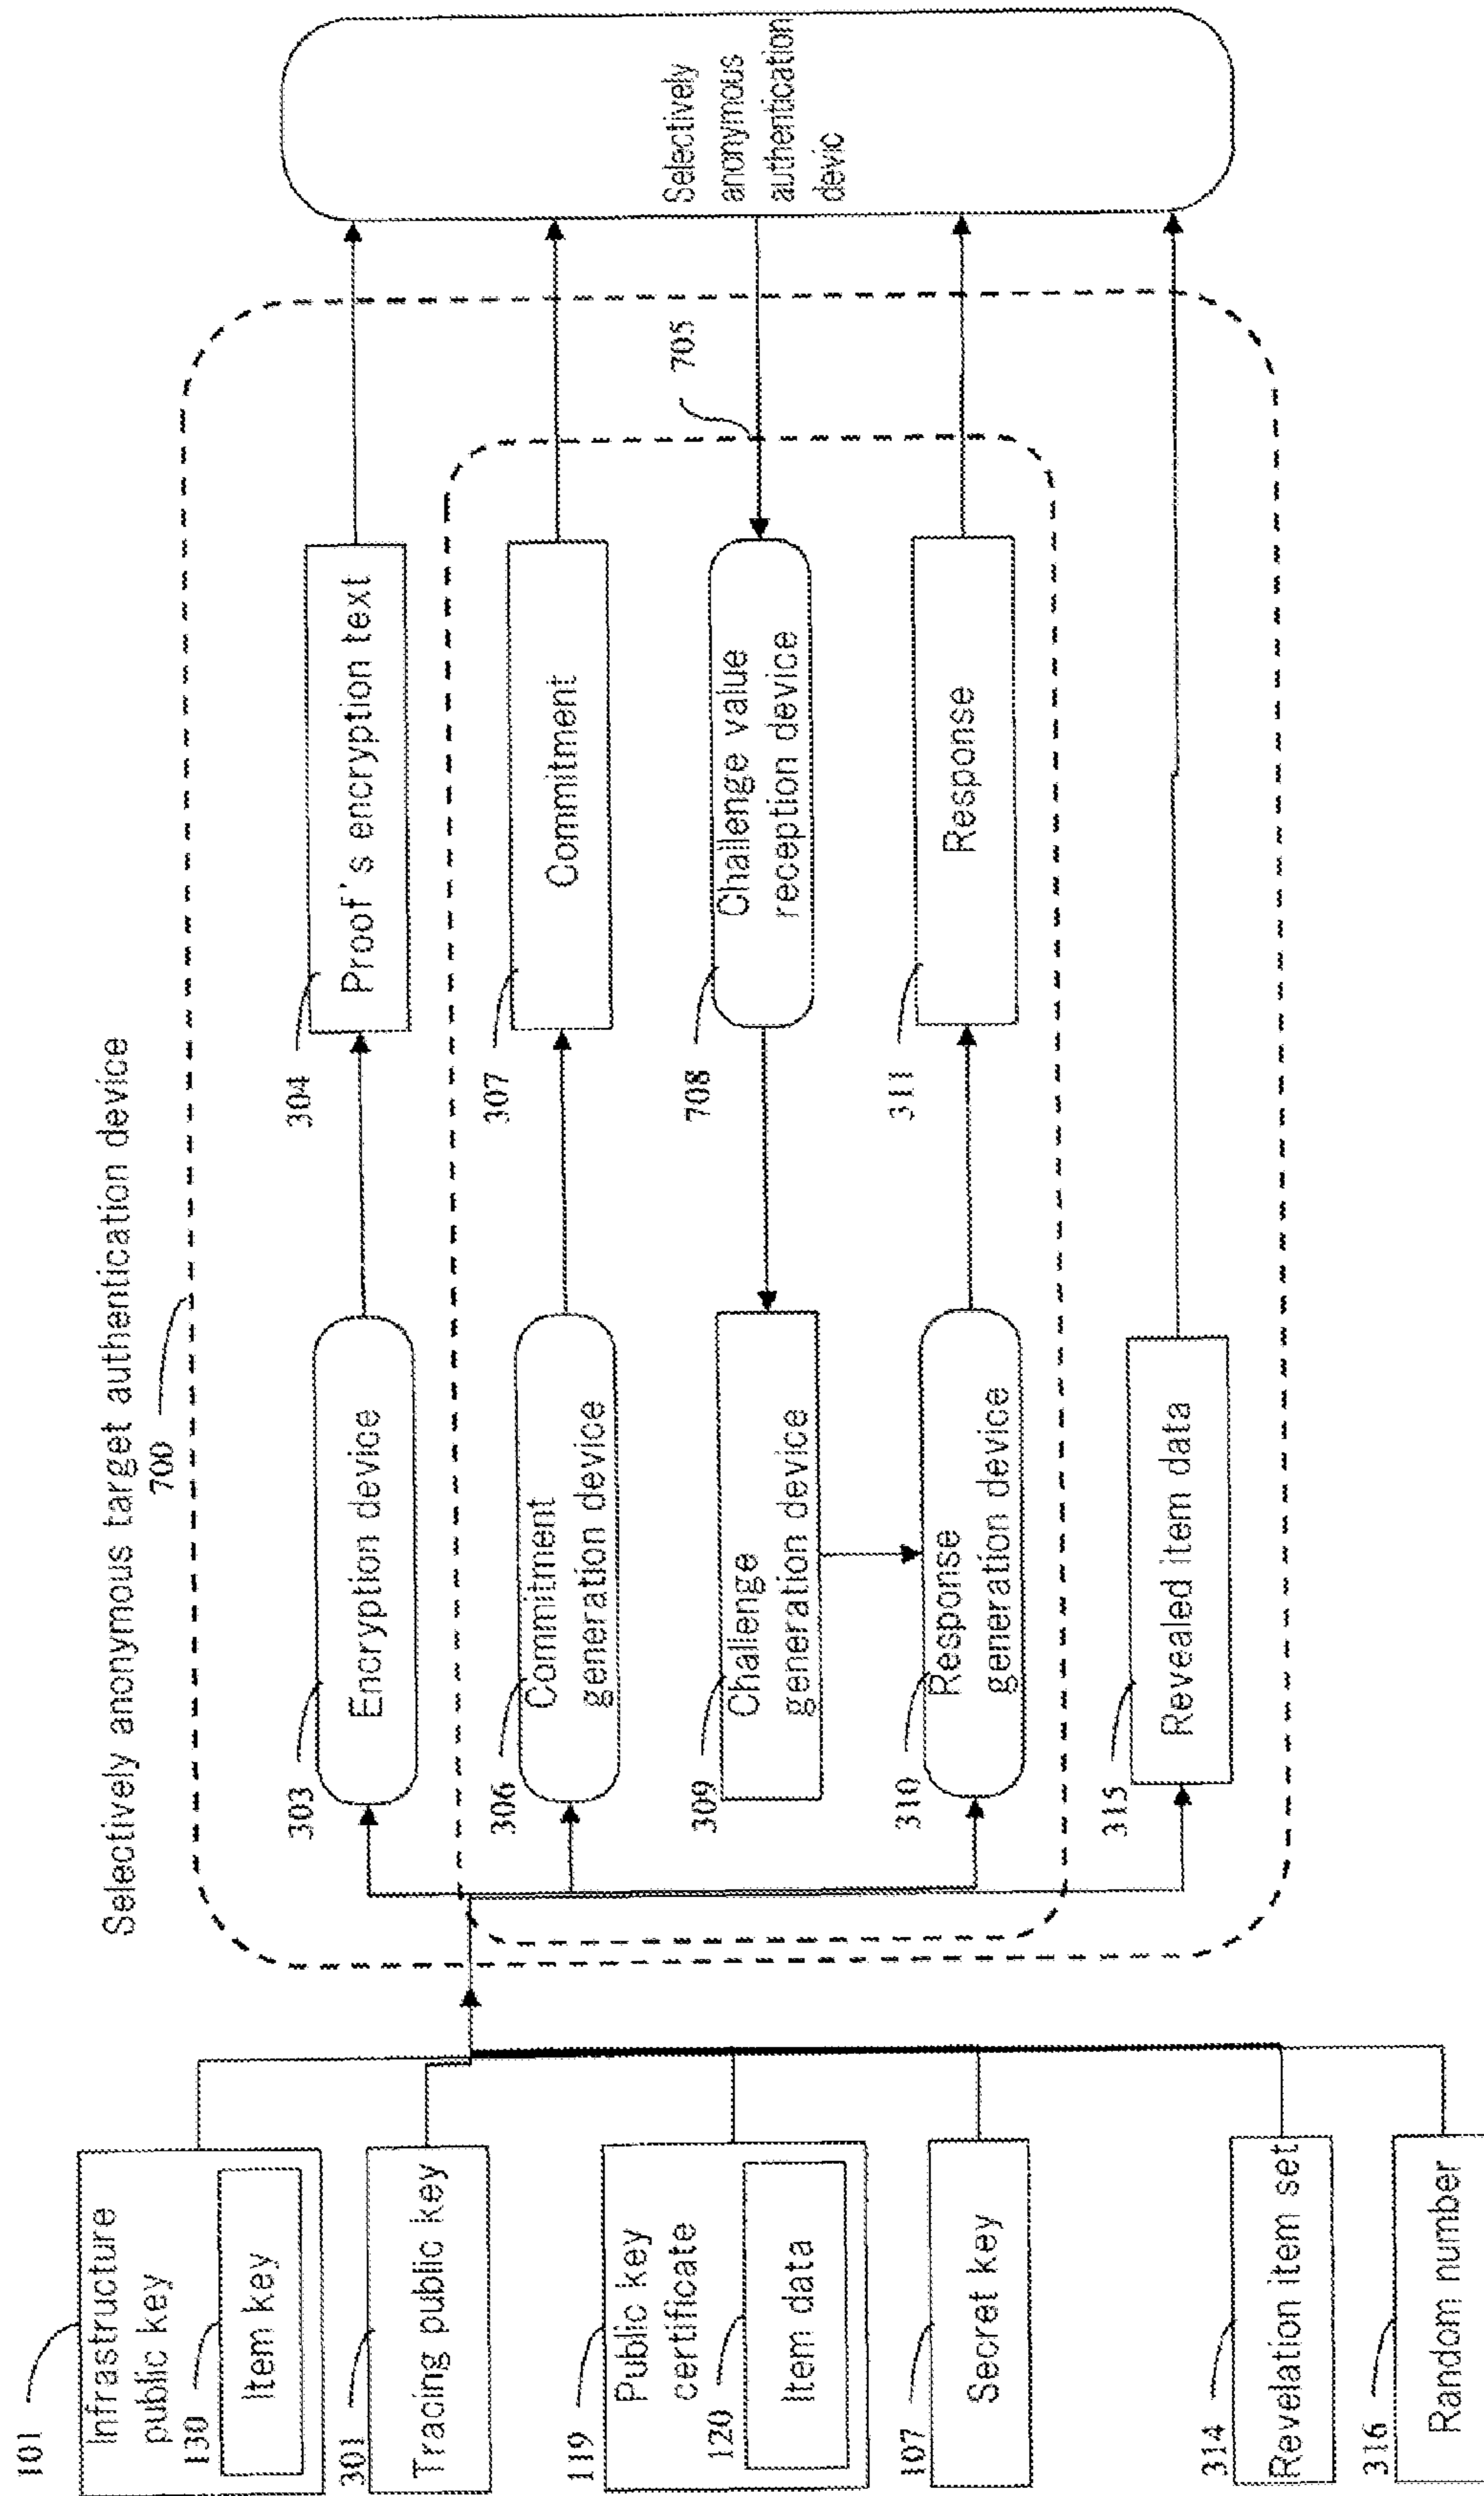 Selectively anonymous target authentication device
700
101
Infrastructure
public key
130
Item key
301
Tracing public key
119
Public key
certificate
120
Item data
107
Secret key
314
Revelation item set
316
Random number
303
Encryption device
304
Proof's encryption text
306
Commitment
generation device
307
Commitment
309
Challenge
generation device
708
Challenge value
reception device
705
310
Response
generation device
311
Response
315
Revealed item data
Selectively
anonymous
authentication
devic